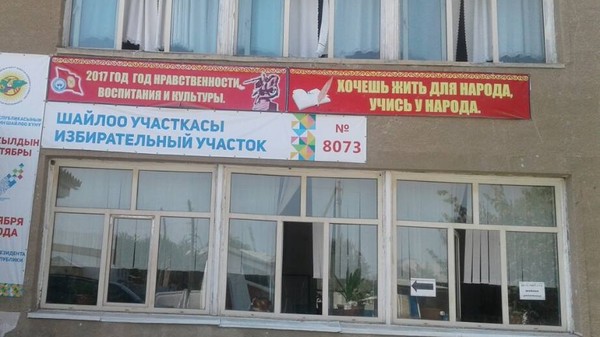 2017 ГОД ГОД НРАВСТВЕННОСТИ,
ВОСПИТАНИЯ И КУЛЬТУРЫ.
ХОЧЕШЬ ЖИТЬ ДЛЯ НАРОДА,
УЧИСЬ У НАРОДА.
ШАЙЛОО УЧАСТКАСЫ
ИЗБИРАТЕЛЬНЫЙ УЧАСТОК
№
8073